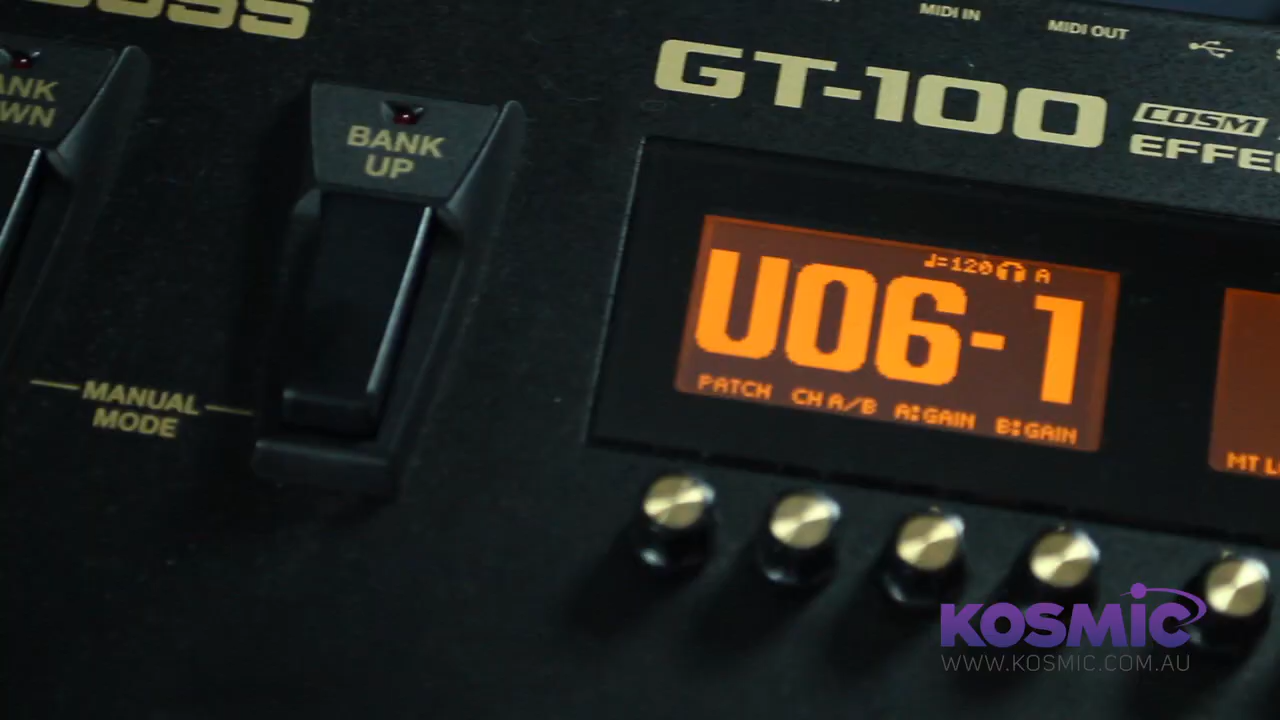 BOSS
MIDI IN
MIDI OUT
GT-100
COSM
BANK
UP
♩=120 A
U06-1
PATCH CH A/B A:GAIN B:GAIN
MANUAL
MODE
KOSMIC
WWW.KOSMIC.COM.AU